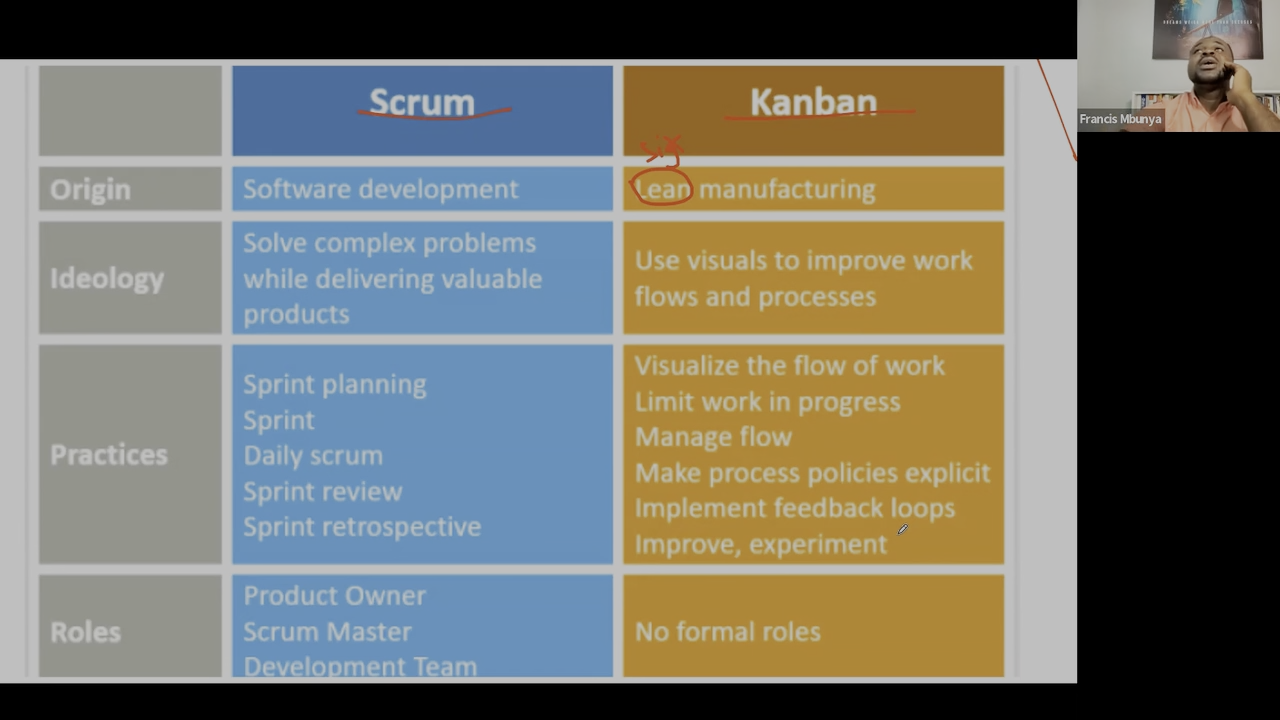 Scrum
Kanban
Origin
Software development
Lean manufacturing
Ideology
Solve complex problems
while delivering valuable
products
Use visuals to improve work
flows and processes
Practices
Sprint planning
Sprint
Daily scrum
Sprint review
Sprint retrospective
Visualize the flow of work
Limit work in progress
Manage flow
Make process policies explicit
Implement feedback loops
Improve, experiment
Roles
Product Owner
Scrum Master
Development Team
No formal roles
Francis Mbunya